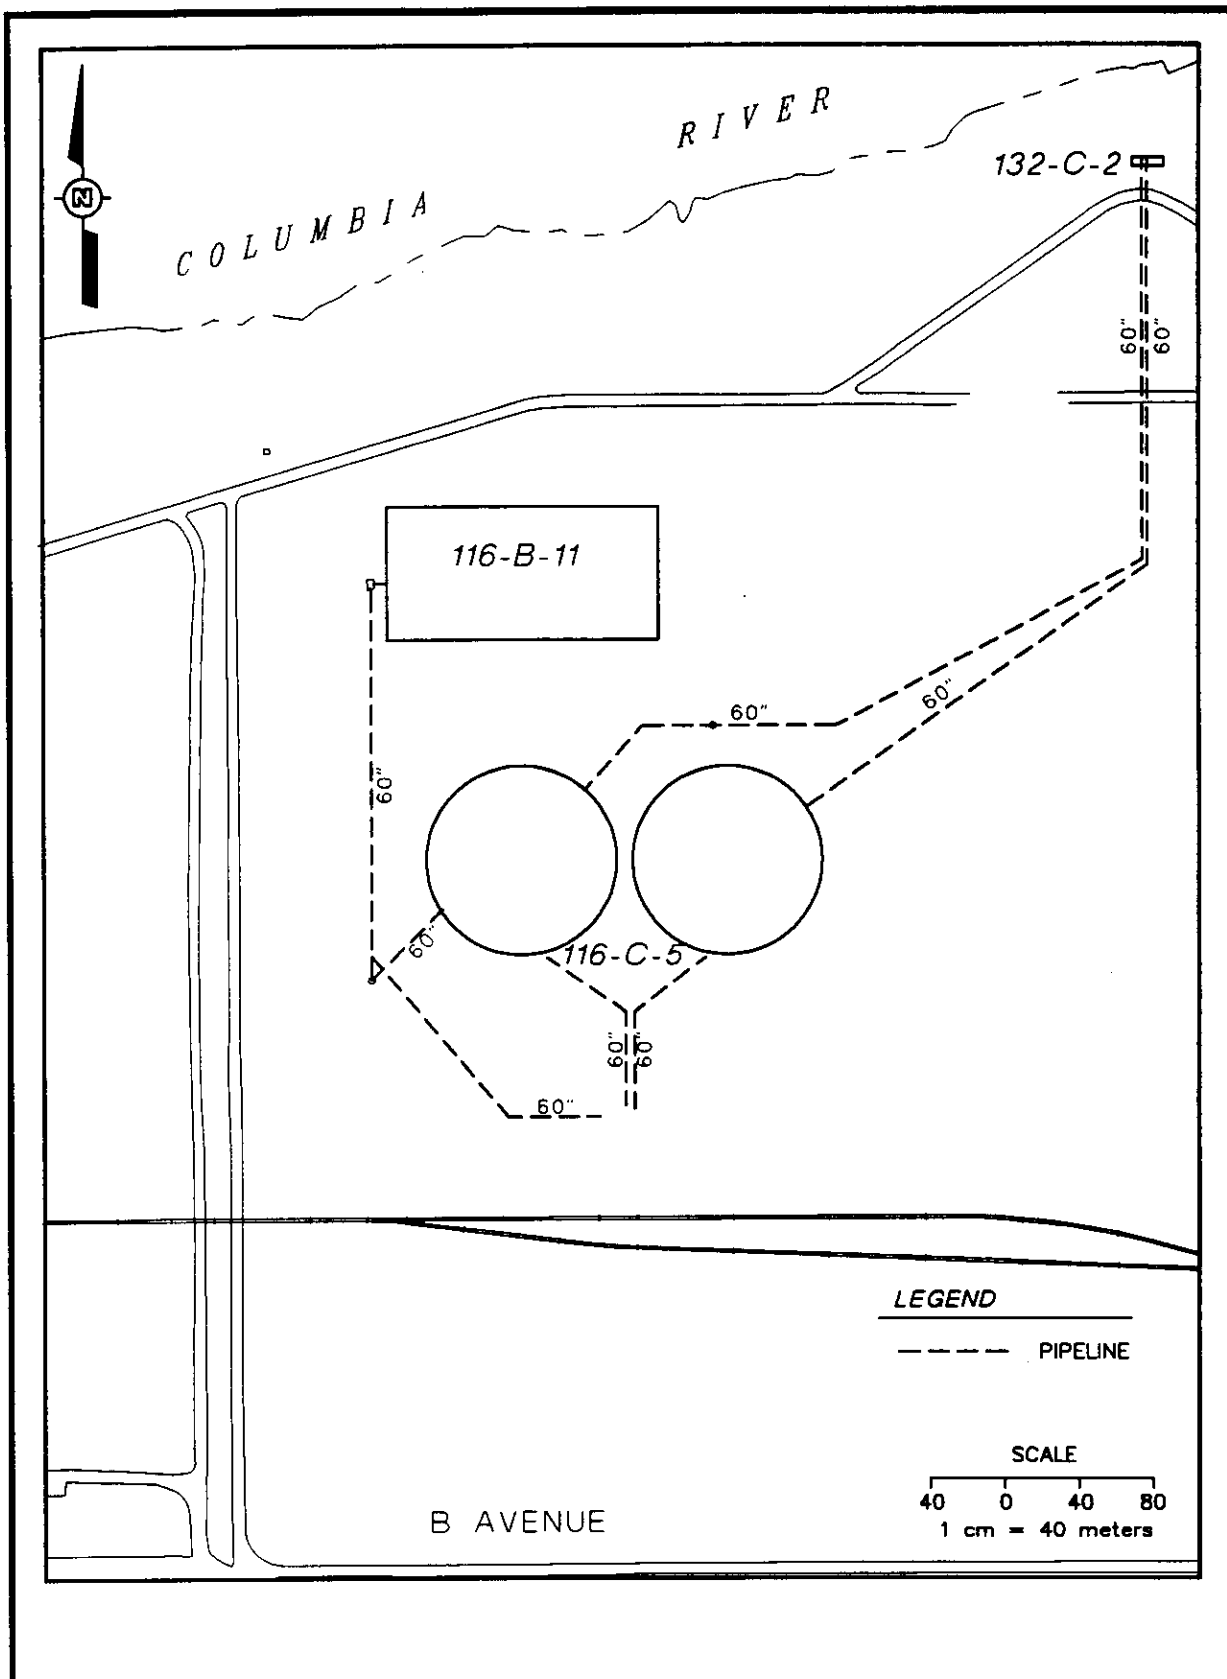 COLUMBIA RIVER
132-C-2
N
60"
60"
116-B-11
60"
60"
60"
60"
116-C-5
60"
60"
60"
LEGEND
PIPELINE
SCALE
40 0 40 80
1 cm = 40 meters
B AVENUE